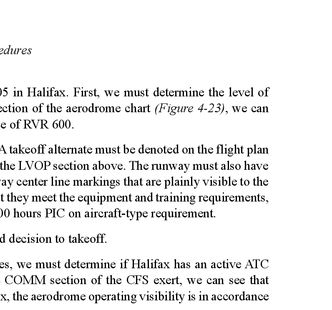 edures
05 in Halifax. First, we must determine the level of
ection of the aerodrome chart (Figure 4-23), we can
e of RVR 600.
A takeoff alternate must be denoted on the flight plan
the LVOP section above. The runway must also have
ay center line markings that are plainly visible to the
t they meet the equipment and training requirements,
00 hours PIC on aircraft-type requirement.
d decision to takeoff.
es, we must determine if Halifax has an active ATC
COMM section of the CFS exert, we can see that
x, the aerodrome operating visibility is in accordance